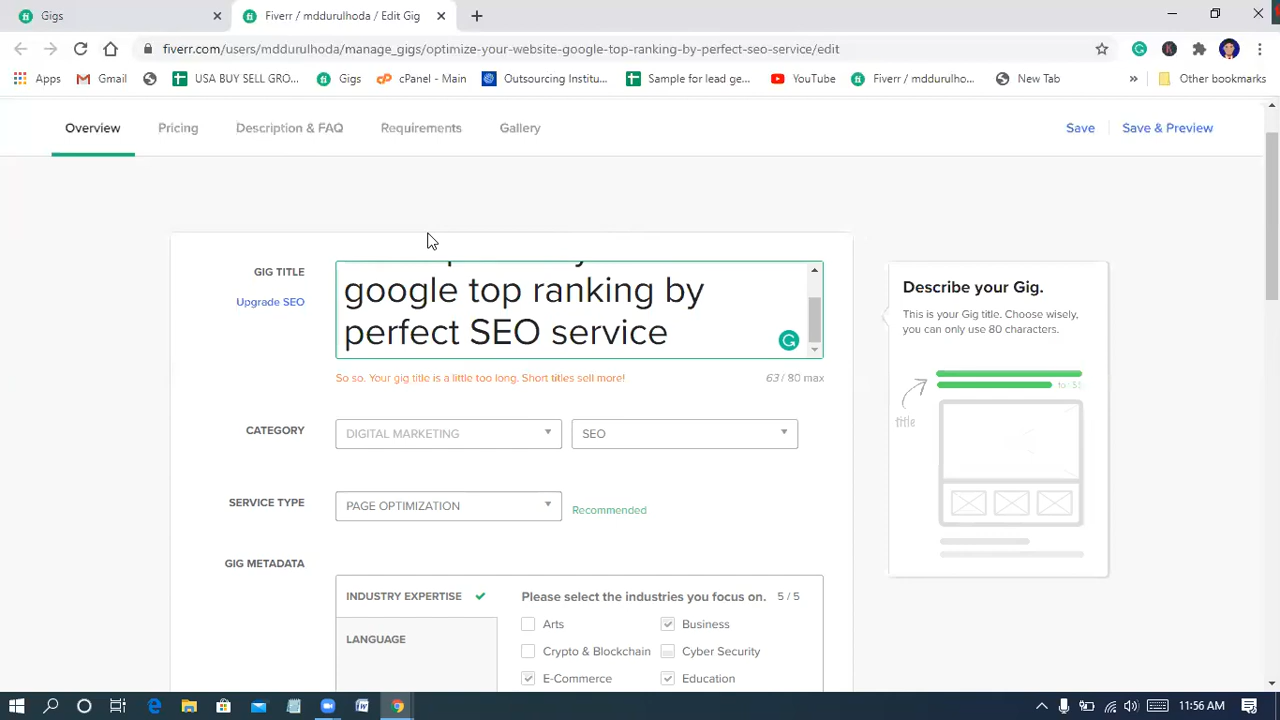 Gigs
Fiverr / mddurulhoda / Edit Gig
fiverr.com/users/mddurulhoda/manage_gigs/optimize-your-website-google-top-ranking-by-perfect-seo-service/edit
Apps
Gmail
USA BUY SELL GRO...
Gigs
cPanel - Main
Outsourcing Institu...
Sample for lead ge...
YouTube
Fiverr / mddurulho...
New Tab
»
Other bookmarks
Overview
Pricing
Description & FAQ
Requirements
Gallery
Save
Save & Preview
GIG TITLE
Upgrade SEO
google top ranking by
perfect SEO service
So so. Your gig title is a little too long. Short titles sell more!
63 / 80 max
Describe your Gig.
This is your Gig title. Choose wisely,
you can only use 80 characters.
title
CATEGORY
DIGITAL MARKETING
SEO
SERVICE TYPE
PAGE OPTIMIZATION
Recommended
GIG METADATA
INDUSTRY EXPERTISE
LANGUAGE
Please select the industries you focus on. 5 / 5
Arts
Business
Crypto & Blockchain
Cyber Security
E-Commerce
Education
11:56 AM